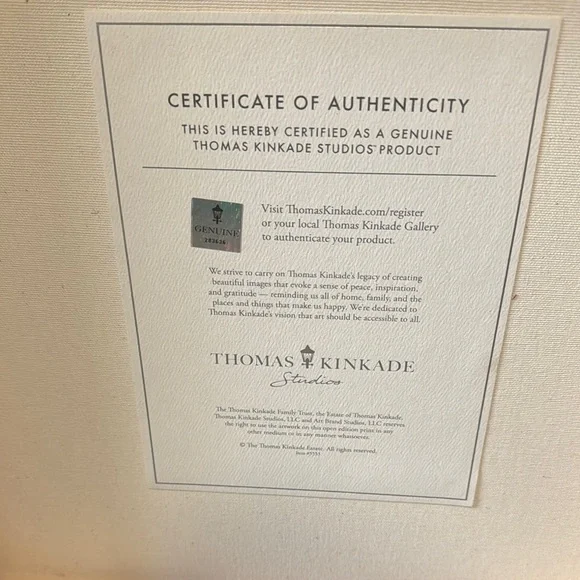 CERTIFICATE OF AUTHENTICITY
THIS IS HEREBY CERTIFIED AS A GENUINE
THOMAS KINKADE STUDIOS™ PRODUCT
GENUINE
Visit ThomasKinkade.com/register
or your local Thomas Kinkade Gallery
to authenticate your product.
We strive to carry on Thomas Kinkade's legacy of creating
beautiful images that evoke a sense of peace, inspiration,
and gratitude — reminding us all of home, family, and the
places and things that make us happy. We're dedicated to
Thomas Kinkade's vision that art should be accessible to all.
THOMAS KINKADE
Studios
The Thomas Kinkade Family Trust, the Estate of Thomas Kinkade,
Thomas Kinkade Studios, LLC and Art Brand Studios, LLC reserves
the right to use the artwork on this open edition print in any
other medium or in any manner whatsoever.
© The Thomas Kinkade Estate. All rights reserved.
Item